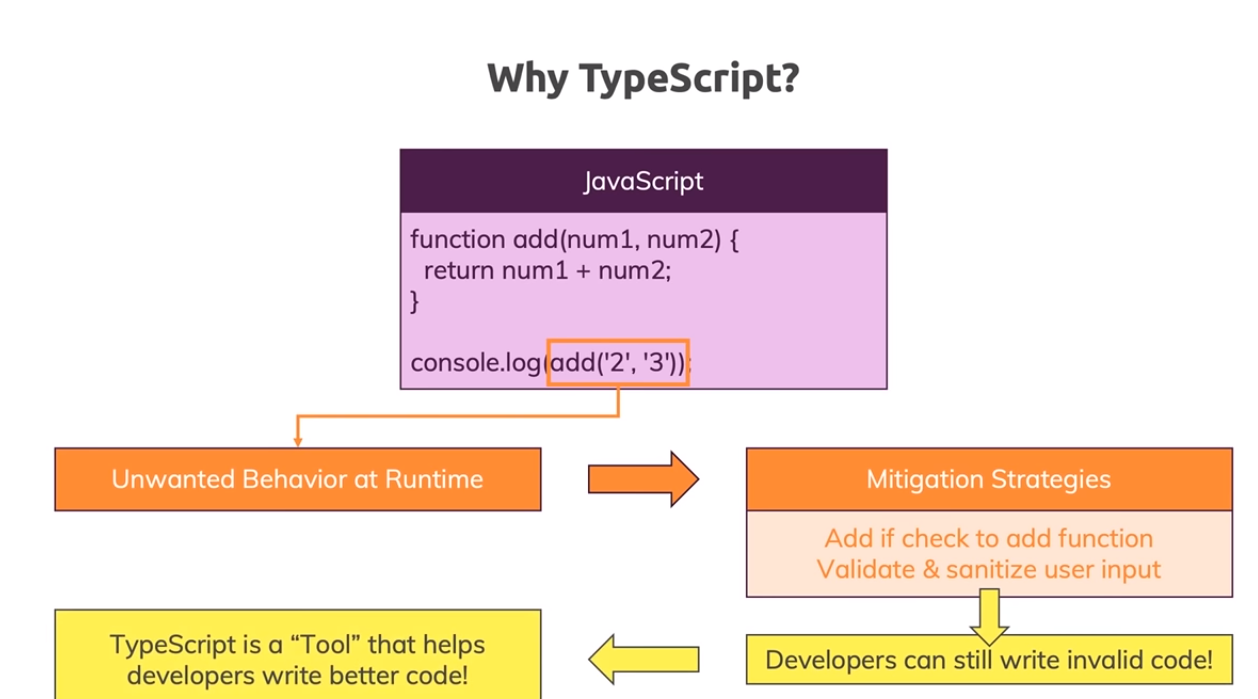 Why TypeScript?
JavaScript
function add(num1, num2) {
return num1 + num2;
}
console.log(add('2', '3'));
Unwanted Behavior at Runtime
Mitigation Strategies
Add if check to add function
Validate & sanitize user input
Developers can still write invalid code!
TypeScript is a “Tool” that helps
developers write better code!